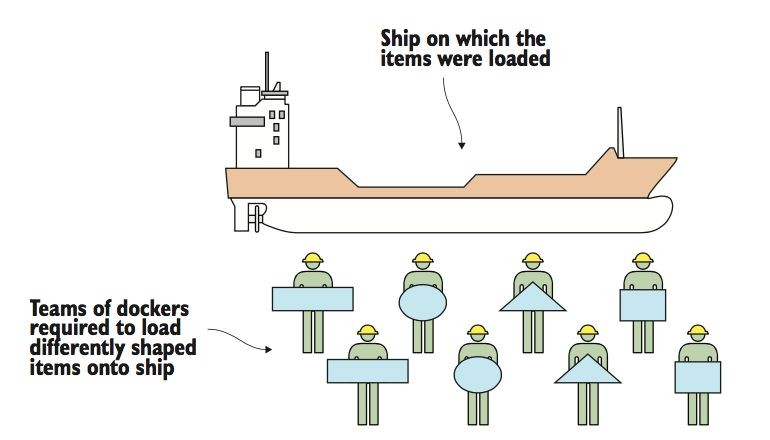 Ship on which the
items were loaded
Teams of dockers
required to load
differently shaped
items onto ship